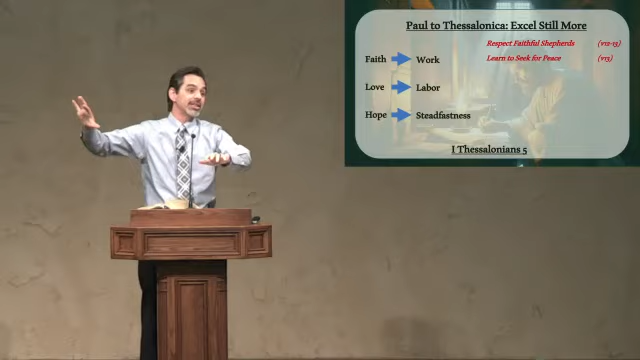 Paul to Thessalonica: Excel Still More
Respect Faithful Shepherds (v12-13)
Faith Work Learn to Seek for Peace (v13)
Love Labor
Hope Steadfastness
I Thessalonians 5